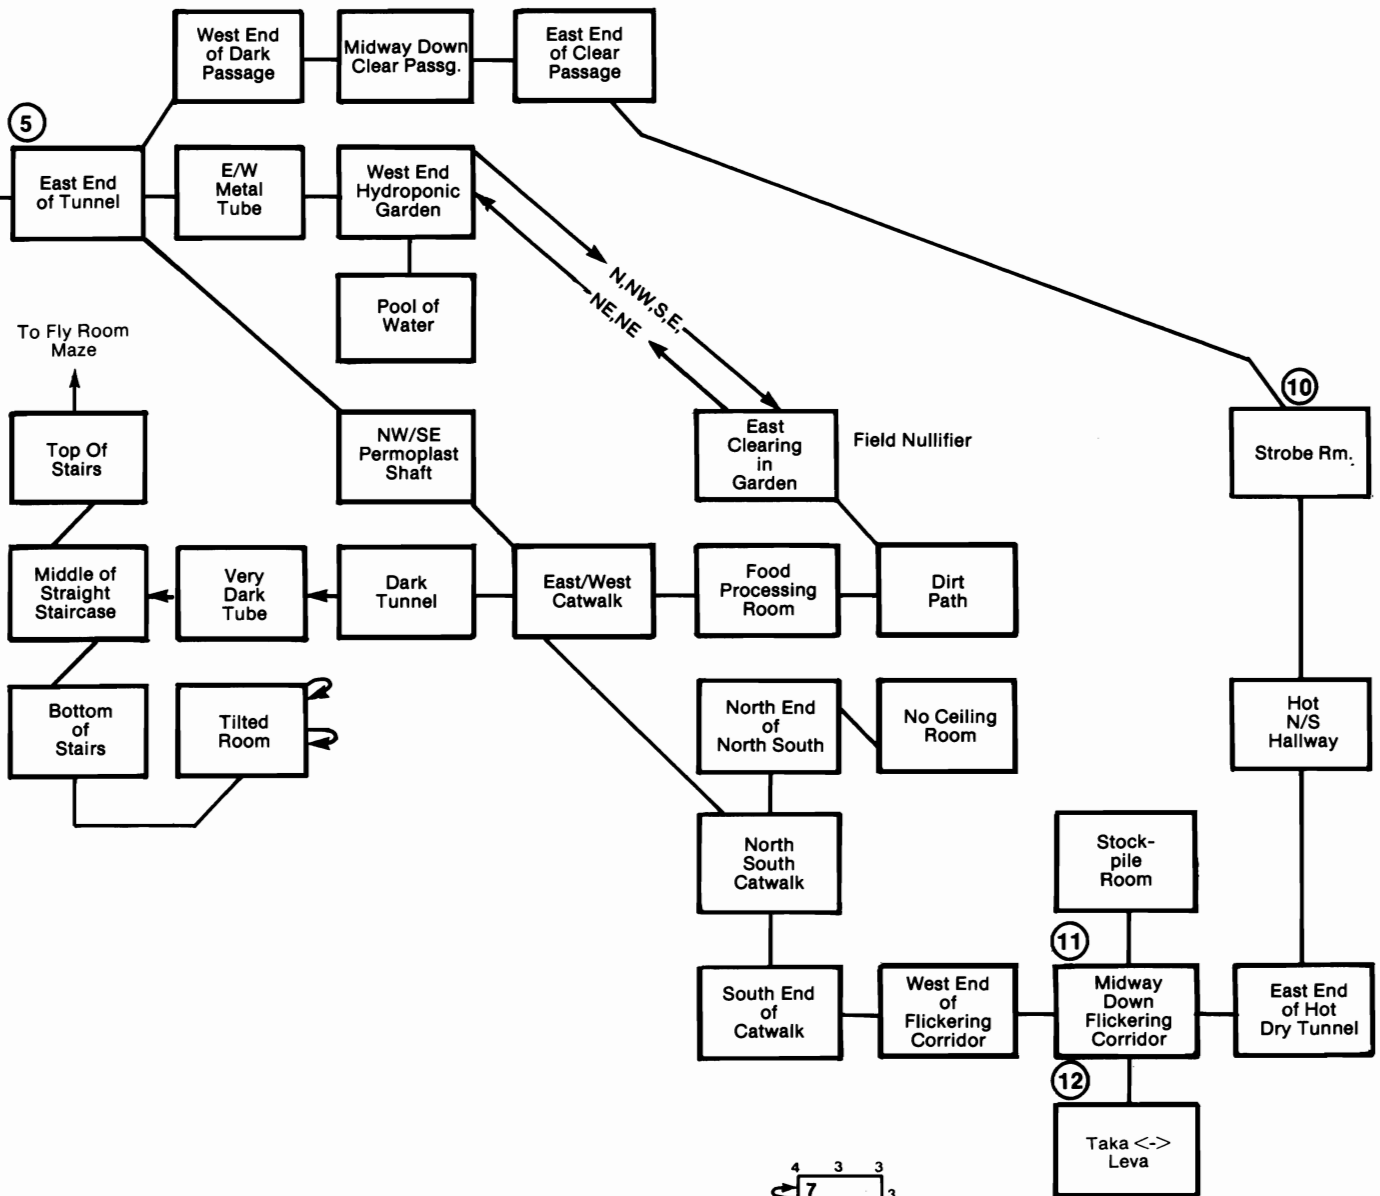 West End
of Dark
Passage
Midway Down
Clear Passg.
East End
of Clear
Passage
5
East End
of Tunnel
E/W
Metal
Tube
West End
Hydroponic
Garden
Pool of
Water
N,NW,S,E,
NE,NE
To Fly Room
Maze
10
Top Of
Stairs
NW/SE
Permoplast
Shaft
East
Clearing
in
Garden
Field Nullifier
Strobe Rm.
Middle of
Straight
Staircase
Very
Dark
Tube
Dark
Tunnel
East/West
Catwalk
Food
Processing
Room
Dirt
Path
Bottom
of
Stairs
Tilted
Room
North End
of
North South
No Ceiling
Room
Hot
N/S
Hallway
North
South
Catwalk
Stock-
pile
Room
11
South End
of
Catwalk
West End
of
Flickering
Corridor
Midway
Down
Flickering
Corridor
East End
of Hot
Dry Tunnel
12
Taka <->
Leva
4 3 3
7
3